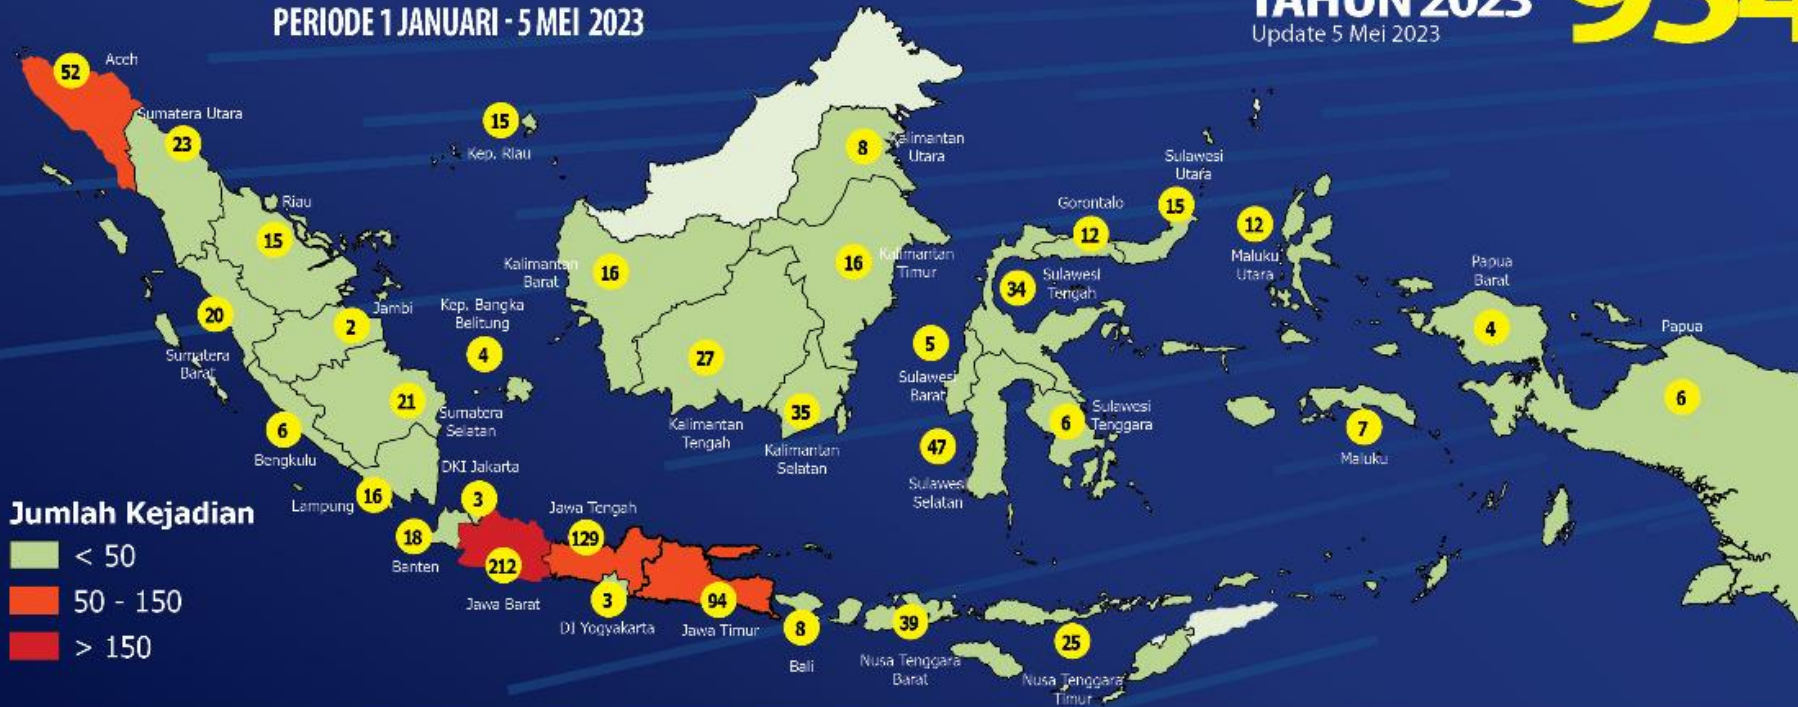 PERIODE 1 JANUARI - 5 MEI 2023
TAHUN 2023
Update 5 Mei 2023
934
52
Aceh
Sumatera Utara
23
15
Kep. Riau
Riau
15
20
Sumatera
Barat
Jambi
2
Kep. Bangka
Belitung
4
21
Sumatera
Selatan
6
Bengkulu
Lampung
16
DKI Jakarta
3
18
Banten
212
Jawa Barat
Jawa Tengah
129
3
DI Yogyakarta
94
Jawa Timur
8
Bali
39
Nusa Tenggara
Barat
25
Nusa Tenggara
Timur
8
Kalimantan
Utara
Kalimantan
Barat
16
16
Kalimantan
Timur
27
Kalimantan
Tengah
35
Kalimantan
Selatan
Sulawesi
Utara
15
Gorontalo
12
34
Sulawesi
Tengah
5
Sulawesi
Barat
47
Sulawesi
Selatan
6
Sulawesi
Tenggara
12
Maluku
Utara
7
Maluku
Papua
Barat
4
Papua
6
Jumlah Kejadian
< 50
50 - 150
> 150